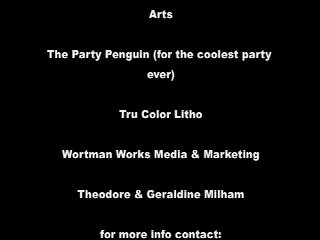 Arts
The Party Penguin (for the coolest party
ever)
Tru Color Litho
Wortman Works Media & Marketing
Theodore & Geraldine Milham
for more info contact: